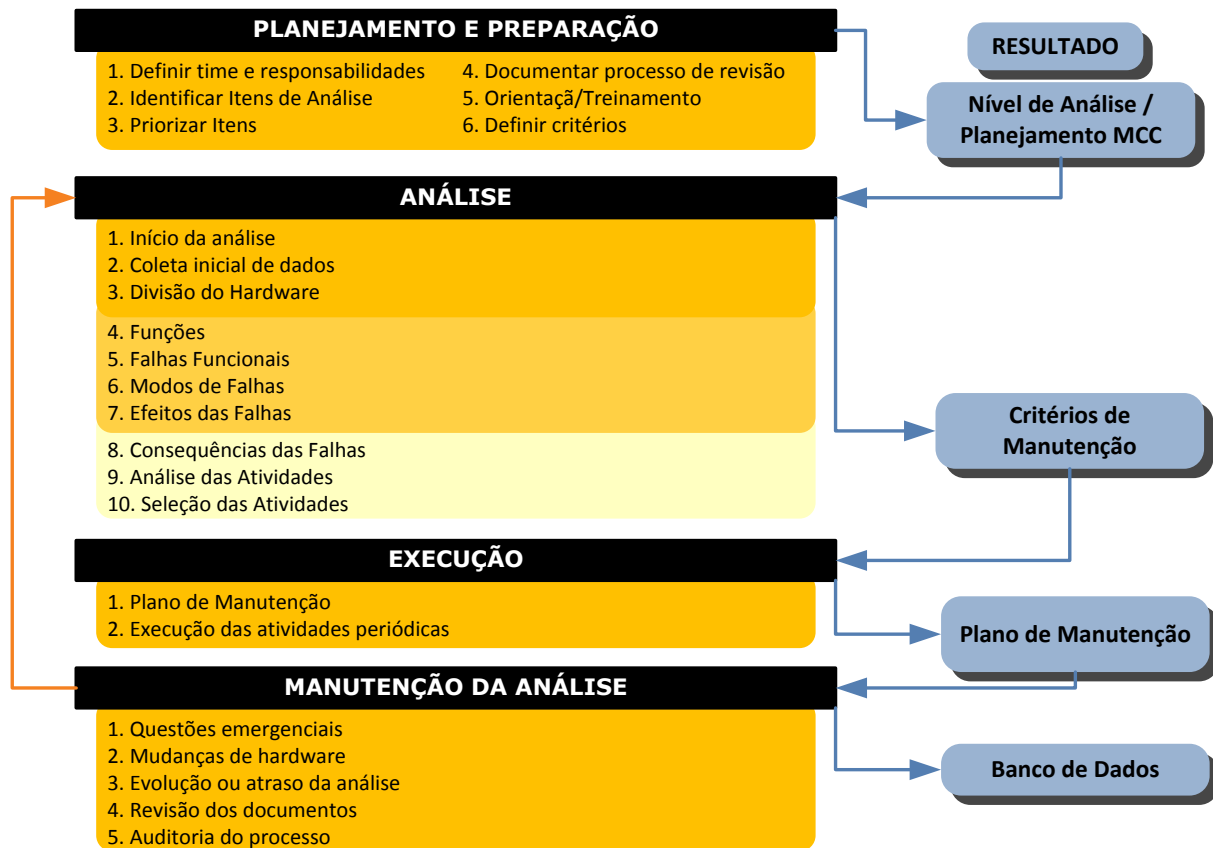 PLANEJAMENTO E PREPARAÇÃO
1. Definir time e responsabilidades
2. Identificar Itens de Análise
3. Priorizar Itens
4. Documentar processo de revisão
5. Orientaçã/Treinamento
6. Definir critérios
RESULTADO
Nível de Análise /
Planejamento MCC
ANÁLISE
1. Início da análise
2. Coleta inicial de dados
3. Divisão do Hardware
4. Funções
5. Falhas Funcionais
6. Modos de Falhas
7. Efeitos das Falhas
8. Consequências das Falhas
9. Análise das Atividades
10. Seleção das Atividades
Critérios de
Manutenção
EXECUÇÃO
1. Plano de Manutenção
2. Execução das atividades periódicas
Plano de Manutenção
MANUTENÇÃO DA ANÁLISE
1. Questões emergenciais
2. Mudanças de hardware
3. Evolução ou atraso da análise
4. Revisão dos documentos
5. Auditoria do processo
Banco de Dados